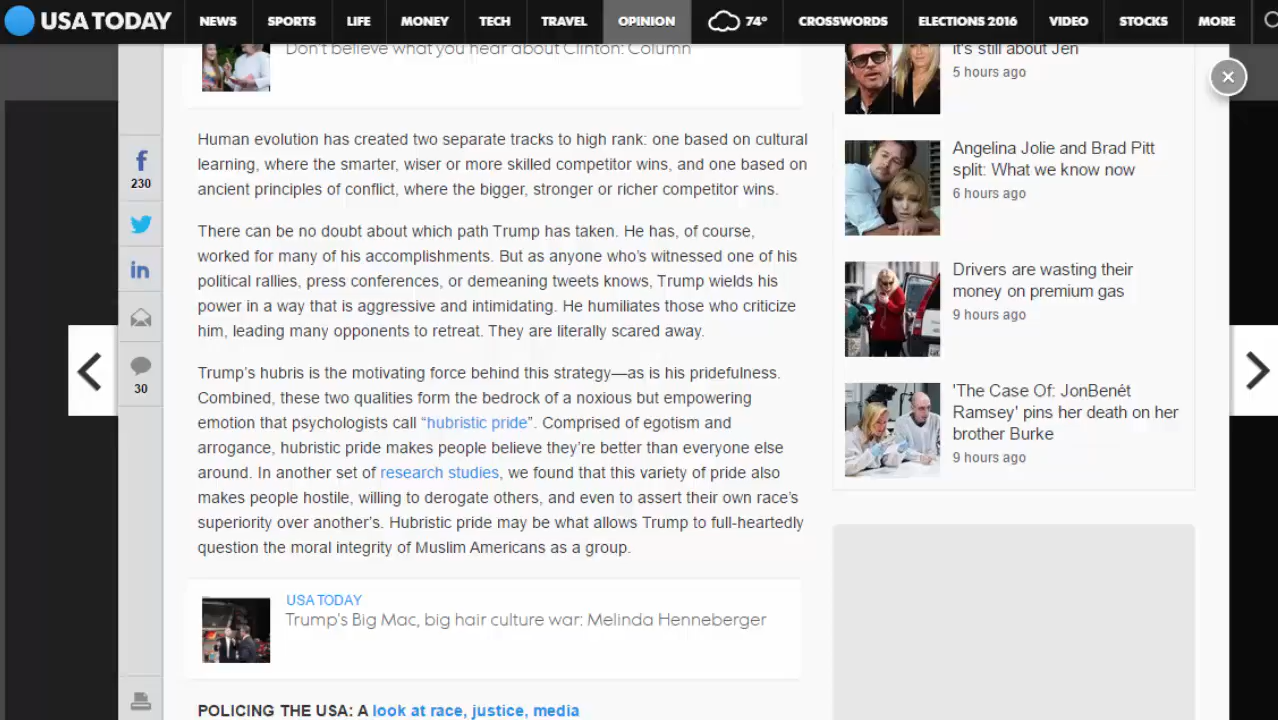 USA TODAY
NEWS
SPORTS
LIFE
MONEY
TECH
TRAVEL
OPINION
74°
CROSSWORDS
ELECTIONS 2016
VIDEO
STOCKS
MORE
Don't believe what you hear about Clinton: Column
230
30
Human evolution has created two separate tracks to high rank: one based on cultural
learning, where the smarter, wiser or more skilled competitor wins, and one based on
ancient principles of conflict, where the bigger, stronger or richer competitor wins.
There can be no doubt about which path Trump has taken. He has, of course,
worked for many of his accomplishments. But as anyone who's witnessed one of his
political rallies, press conferences, or demeaning tweets knows, Trump wields his
power in a way that is aggressive and intimidating. He humiliates those who criticize
him, leading many opponents to retreat. They are literally scared away.
Trump's hubris is the motivating force behind this strategy—as is his pridefulness.
Combined, these two qualities form the bedrock of a noxious but empowering
emotion that psychologists call “hubristic pride”. Comprised of egotism and
arrogance, hubristic pride makes people believe they're better than everyone else
around. In another set of research studies, we found that this variety of pride also
makes people hostile, willing to derogate others, and even to assert their own race's
superiority over another's. Hubristic pride may be what allows Trump to full-heartedly
question the moral integrity of Muslim Americans as a group.
USA TODAY
Trump's Big Mac, big hair culture war: Melinda Henneberger
POLICING THE USA: A look at race, justice, media
it's still about Jen
5 hours ago
Angelina Jolie and Brad Pitt
split: What we know now
6 hours ago
Drivers are wasting their
money on premium gas
9 hours ago
'The Case Of: JonBenét
Ramsey' pins her death on her
brother Burke
9 hours ago